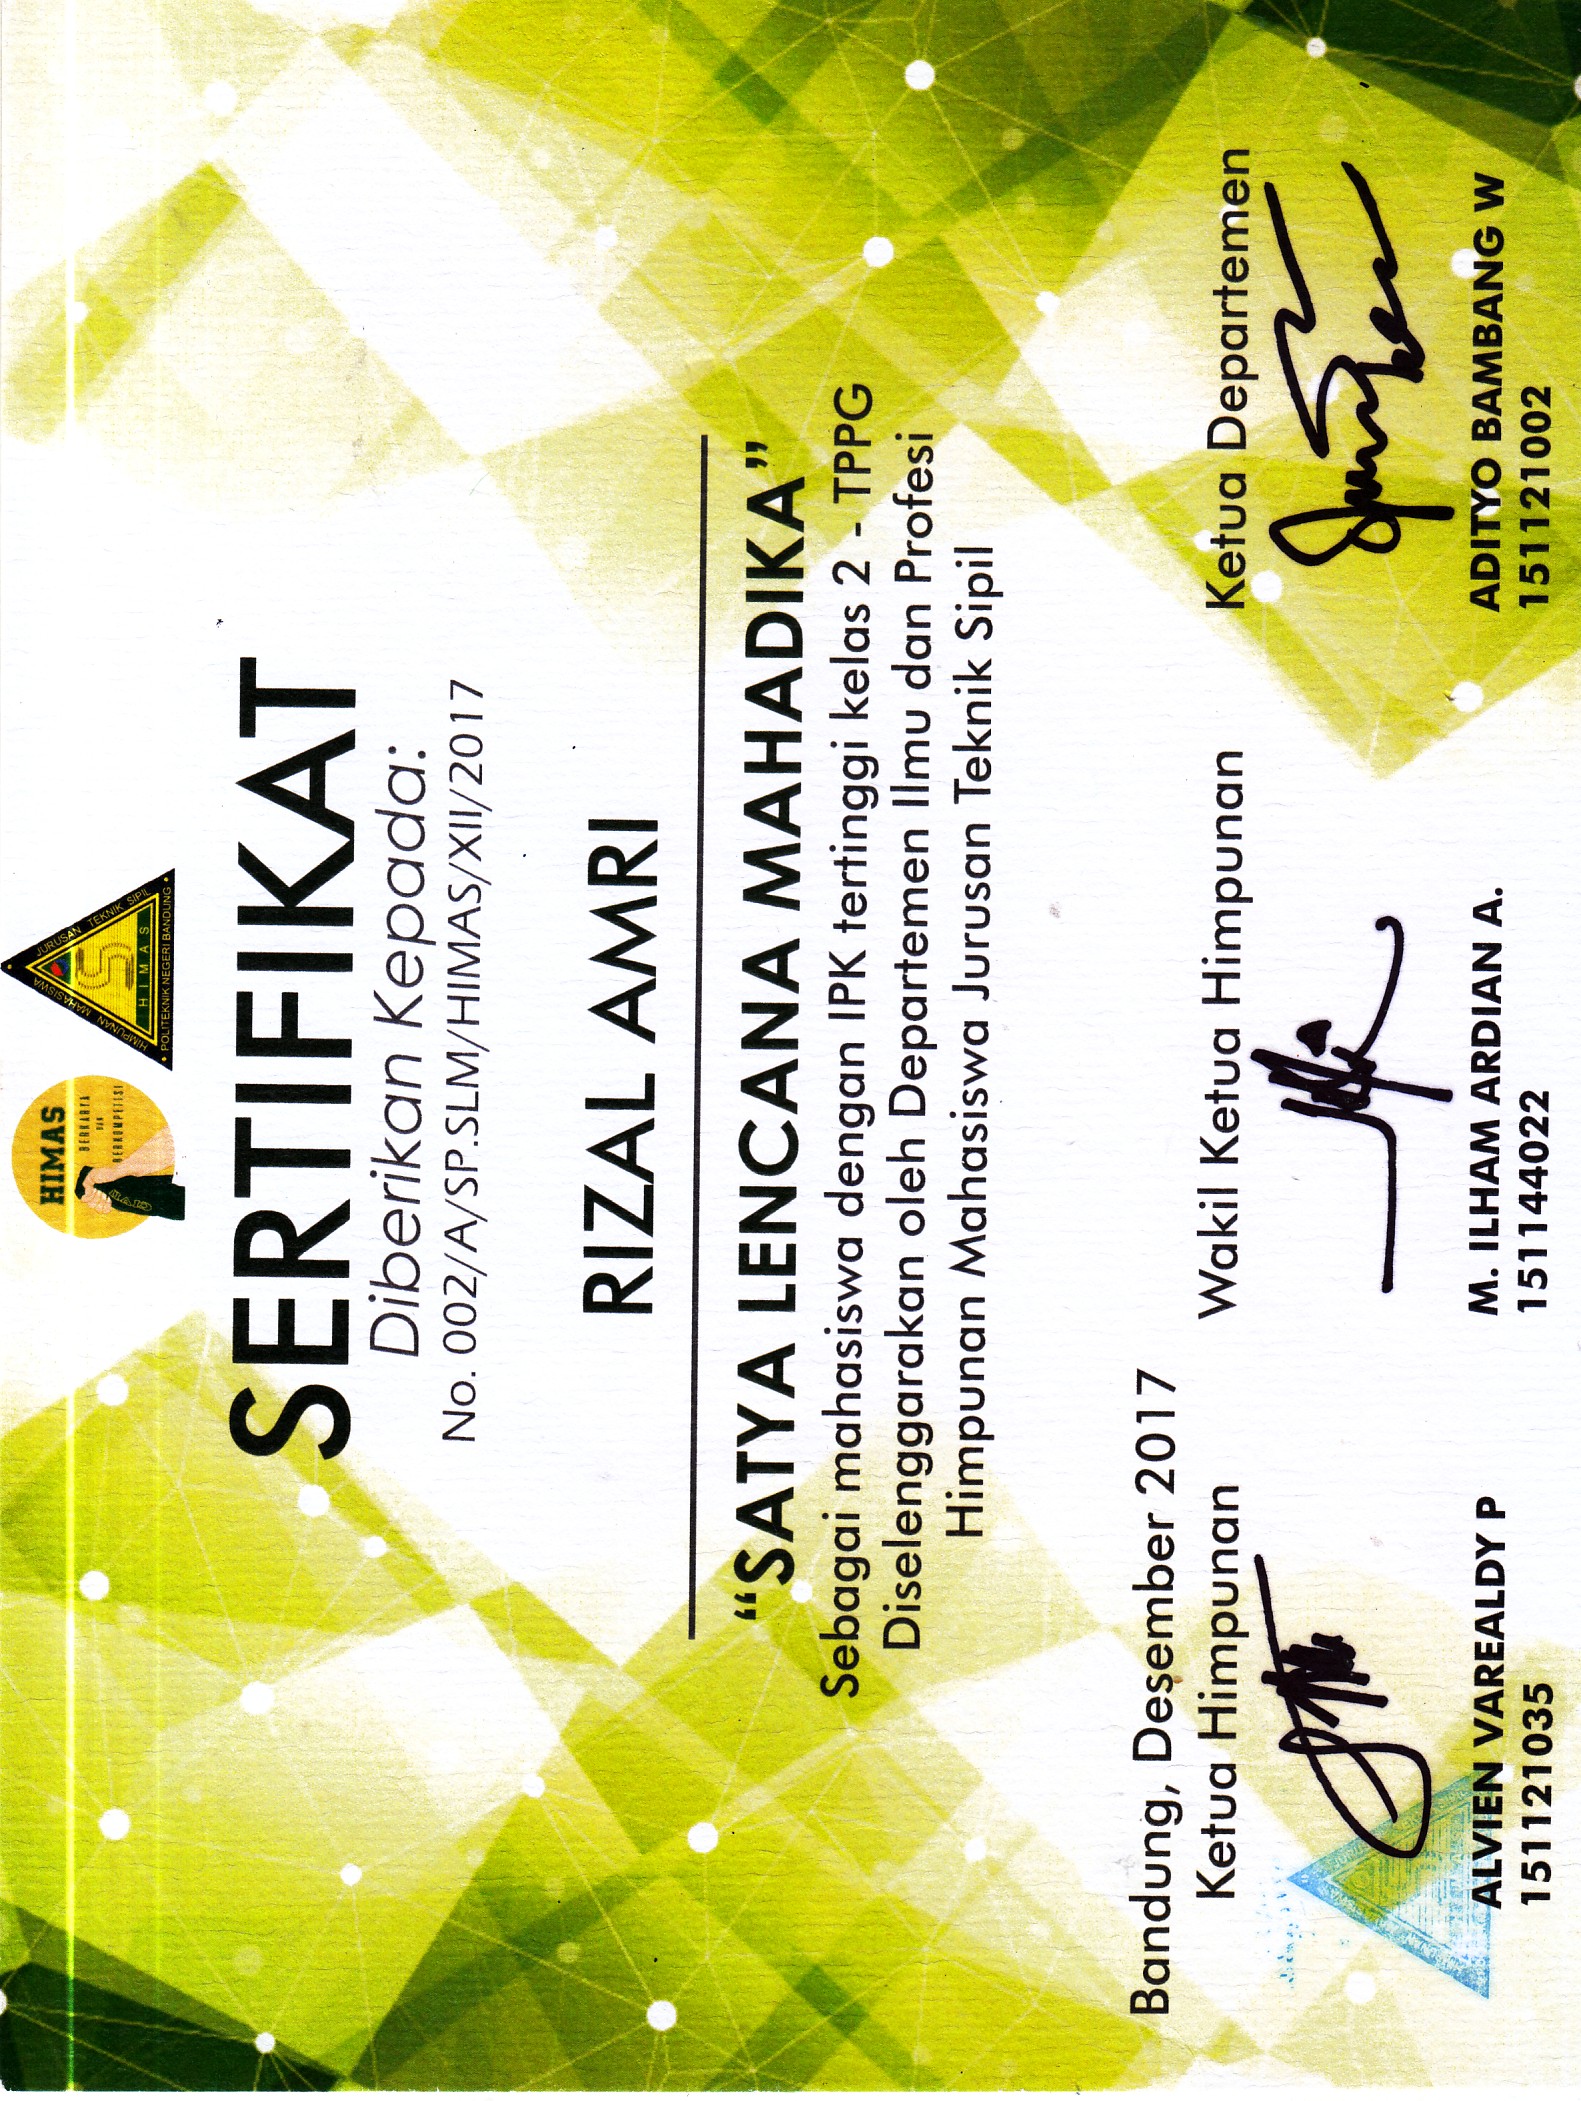 HIMAS
BERKARYA
DAN
BERKOMPETISI
HIMPUNAN MAHASISWA JURUSAN TEKNIK SIPIL
HIMAS
• POLITEKNIK NEGERI BANDUNG •
SERTIFIKAT
Diberikan Kepada:
No. 002/A/SP.SLM/HIMAS/XII/2017
RIZAL AMRI
“SATYA LENCANA MAHADIKA”
Sebagai mahasiswa dengan IPK tertinggi kelas 2 - TPPG
Diselenggarakan oleh Departemen Ilmu dan Profesi
Himpunan Mahasiswa Jurusan Teknik Sipil
Bandung, Desember 2017
Ketua Himpunan
Wakil Ketua Himpunan
Ketua Departemen
ALVIEN VAREALDY P
151121035
M. ILHAM ARDIAN A.
151144022
ADITYO BAMBANG W
151121002